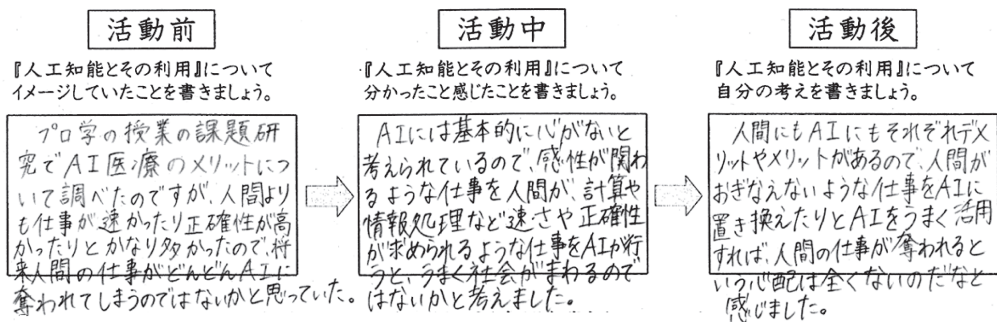 活動前
『人工知能とその利用』について
イメージしていたことを書きましょう。
プロ学の授業の課題研
究でAI医療のメリットにつ
いて調べたのですが、人間より
も仕事が速かったり正確性が高
かったりとかなり多かったので、将
来人間の仕事がどんどんAIに
奪われてしまうのではないかと思っていた。
活動中
『人工知能とその利用』について
分かったこと感じたことを書きましょう。
AIには基本的に心がないと
考えられているので、感性が関わ
るような仕事を人間が、計算や
情報処理など速さや正確性
が求められるような仕事をAIが行
うと、うまく社会がまわるので
はないかと考えました。
活動後
『人工知能とその利用』について
自分の考えを書きましょう。
人間にもAIにもそれぞれデメ
リットやメリットがあるので、人間が
おぎなえないような仕事をAIに
置き換えたりとAIをうまく活用
すれば、人間の仕事が奪われると
いう心配は全くないのだなと
感じました。